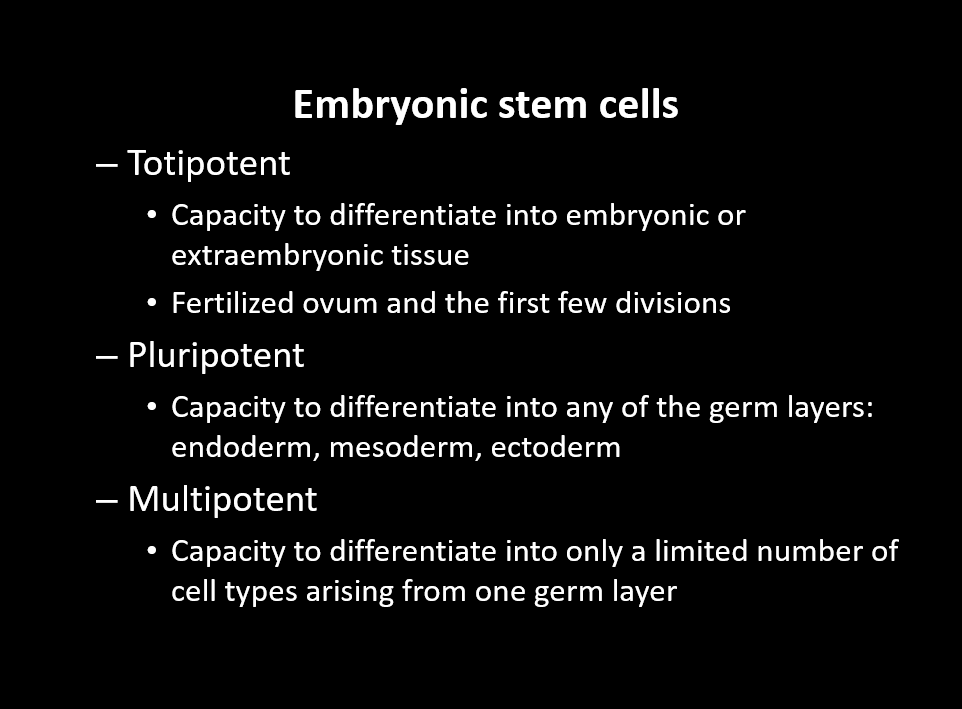 Embryonic stem cells
– Totipotent
• Capacity to differentiate into embryonic or
extraembryonic tissue
• Fertilized ovum and the first few divisions
– Pluripotent
• Capacity to differentiate into any of the germ layers:
endoderm, mesoderm, ectoderm
– Multipotent
• Capacity to differentiate into only a limited number of
cell types arising from one germ layer